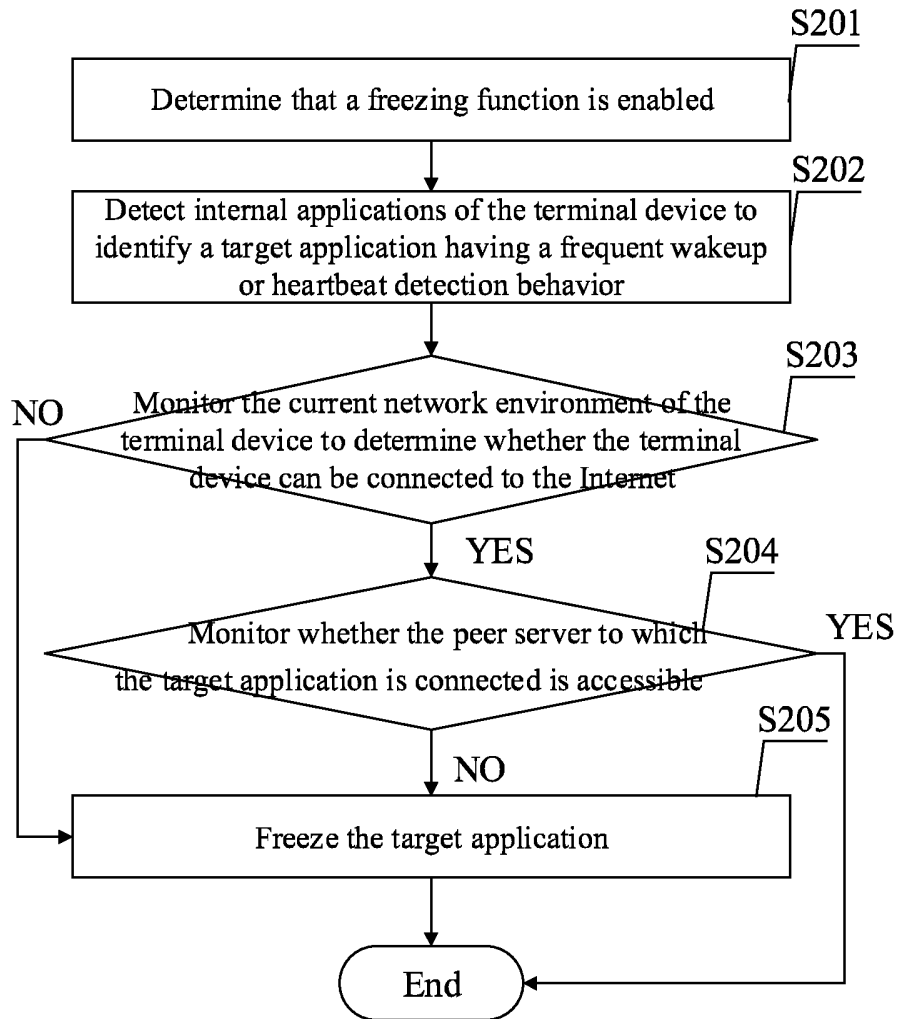 S201
Determine that a freezing function is enabled
S202
Detect internal applications of the terminal device to
identify a target application having a frequent wakeup
or heartbeat detection behavior
S203
NO
Monitor the current network environment of the
terminal device to determine whether the terminal
device can be connected to the Internet
YES
S204
Monitor whether the peer server to which
the target application is connected is accessible
YES
S205
NO
Freeze the target application
End